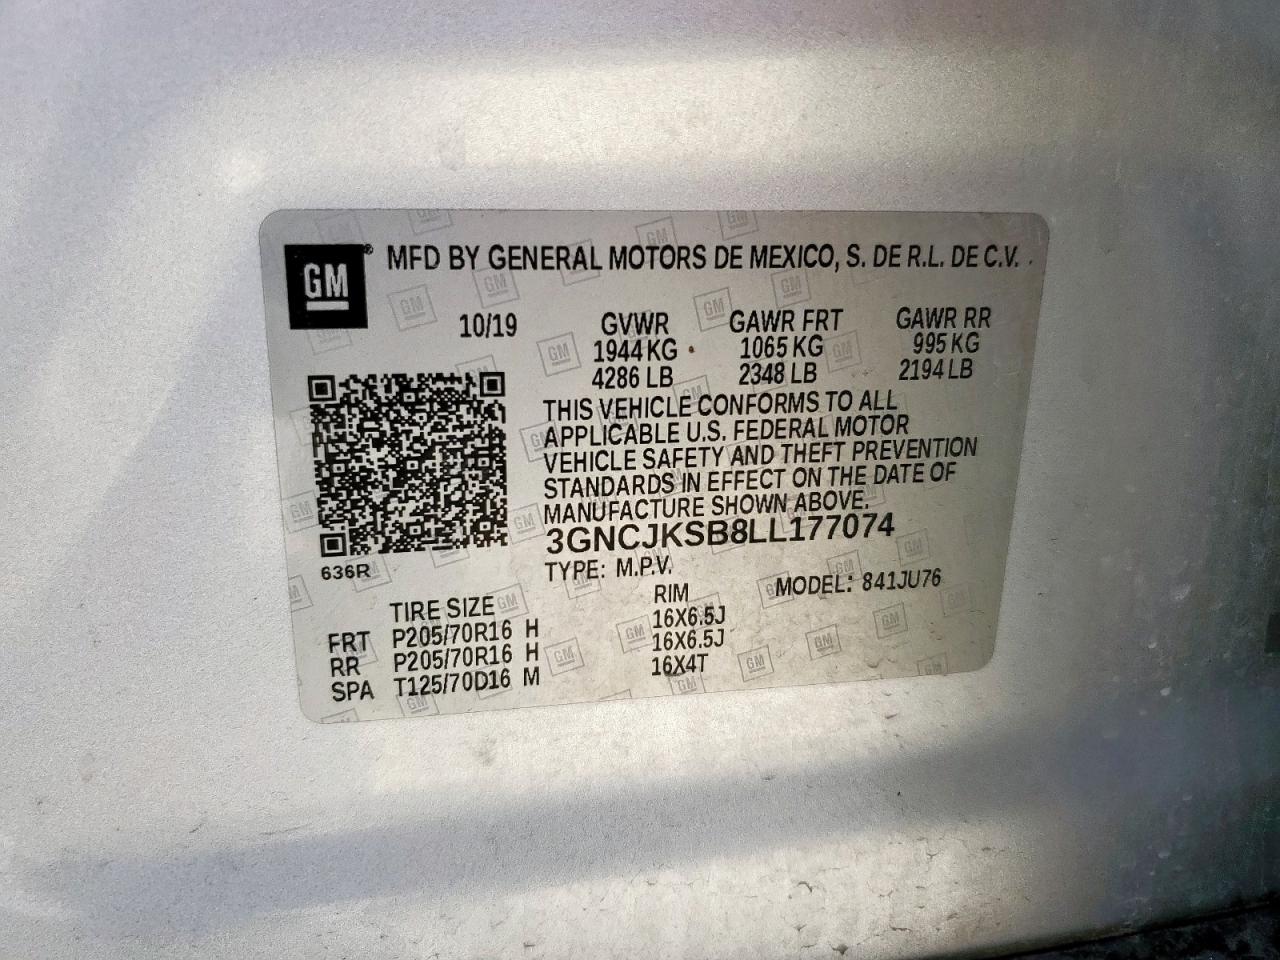 GM® MFD BY GENERAL MOTORS DE MEXICO, S. DE R.L. DE C.V.
10/19 GVWR GAWR FRT GAWR RR
1944 KG 1065 KG 995 KG
4286 LB 2348 LB 2194 LB
THIS VEHICLE CONFORMS TO ALL
APPLICABLE U.S. FEDERAL MOTOR
VEHICLE SAFETY AND THEFT PREVENTION
STANDARDS IN EFFECT ON THE DATE OF
MANUFACTURE SHOWN ABOVE.
3GNCJKSB8LL177074
636R
TYPE: M.P.V. MODEL: 841JU76
TIRE SIZE RIM
FRT P205/70R16 H 16X6.5J
RR P205/70R16 H 16X6.5J
SPA T125/70D16 M 16X4T